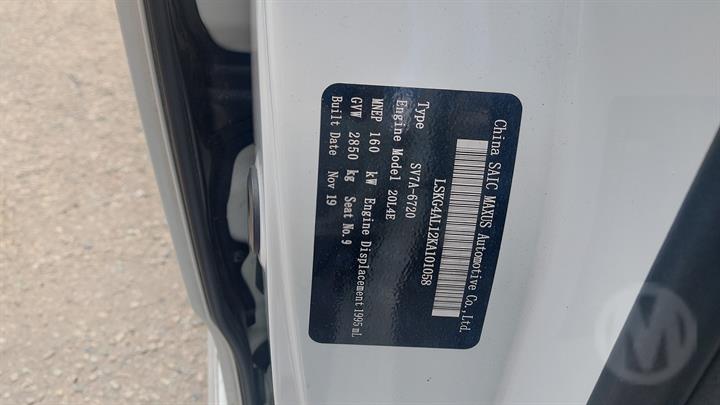 China SAIC MAXUS Automotive Co.,Ltd.
LSKG4AL12KA101058
Type SV7A-6720
Engine Model 20L4E
MNEP 160 kW Engine Displacement 1995 mL
GVW 2850 kg Seat No.9
Built Date Nov 19